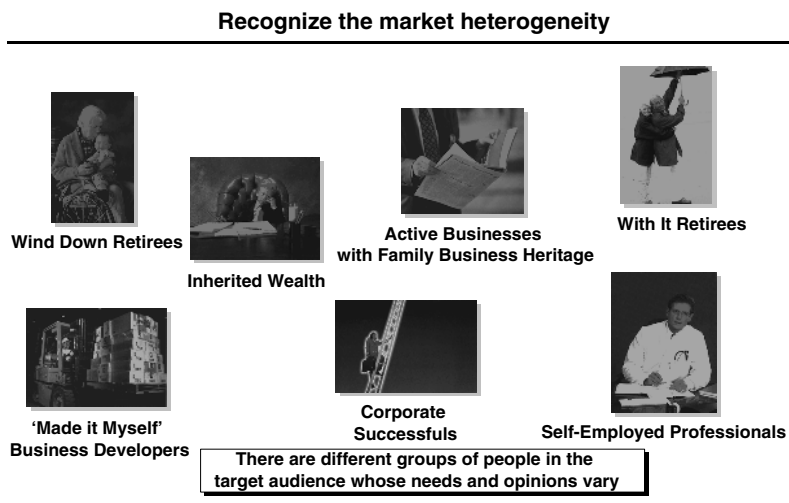 Recognize the market heterogeneity
Wind Down Retirees
Inherited Wealth
Active Businesses
with Family Business Heritage
With It Retirees
‘Made it Myself’
Business Developers
Corporate
Successfuls
Self-Employed Professionals
There are different groups of people in the
target audience whose needs and opinions vary